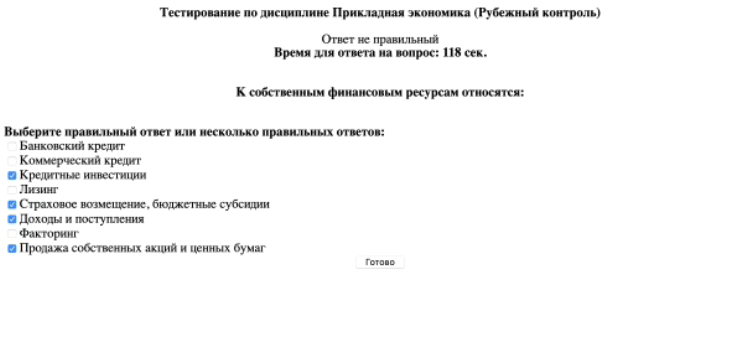 Тестирование по дисциплине Прикладная экономика (Рубежный контроль)
Ответ не правильный
Время для ответа на вопрос: 118 сек.
К собственным финансовым ресурсам относятся:
Выберите правильный ответ или несколько правильных ответов:
Банковский кредит
Коммерческий кредит
Кредитные инвестиции
Лизинг
Страховое возмещение, бюджетные субсидии
Доходы и поступления
Факторинг
Продажа собственных акций и ценных бумаг
Готово